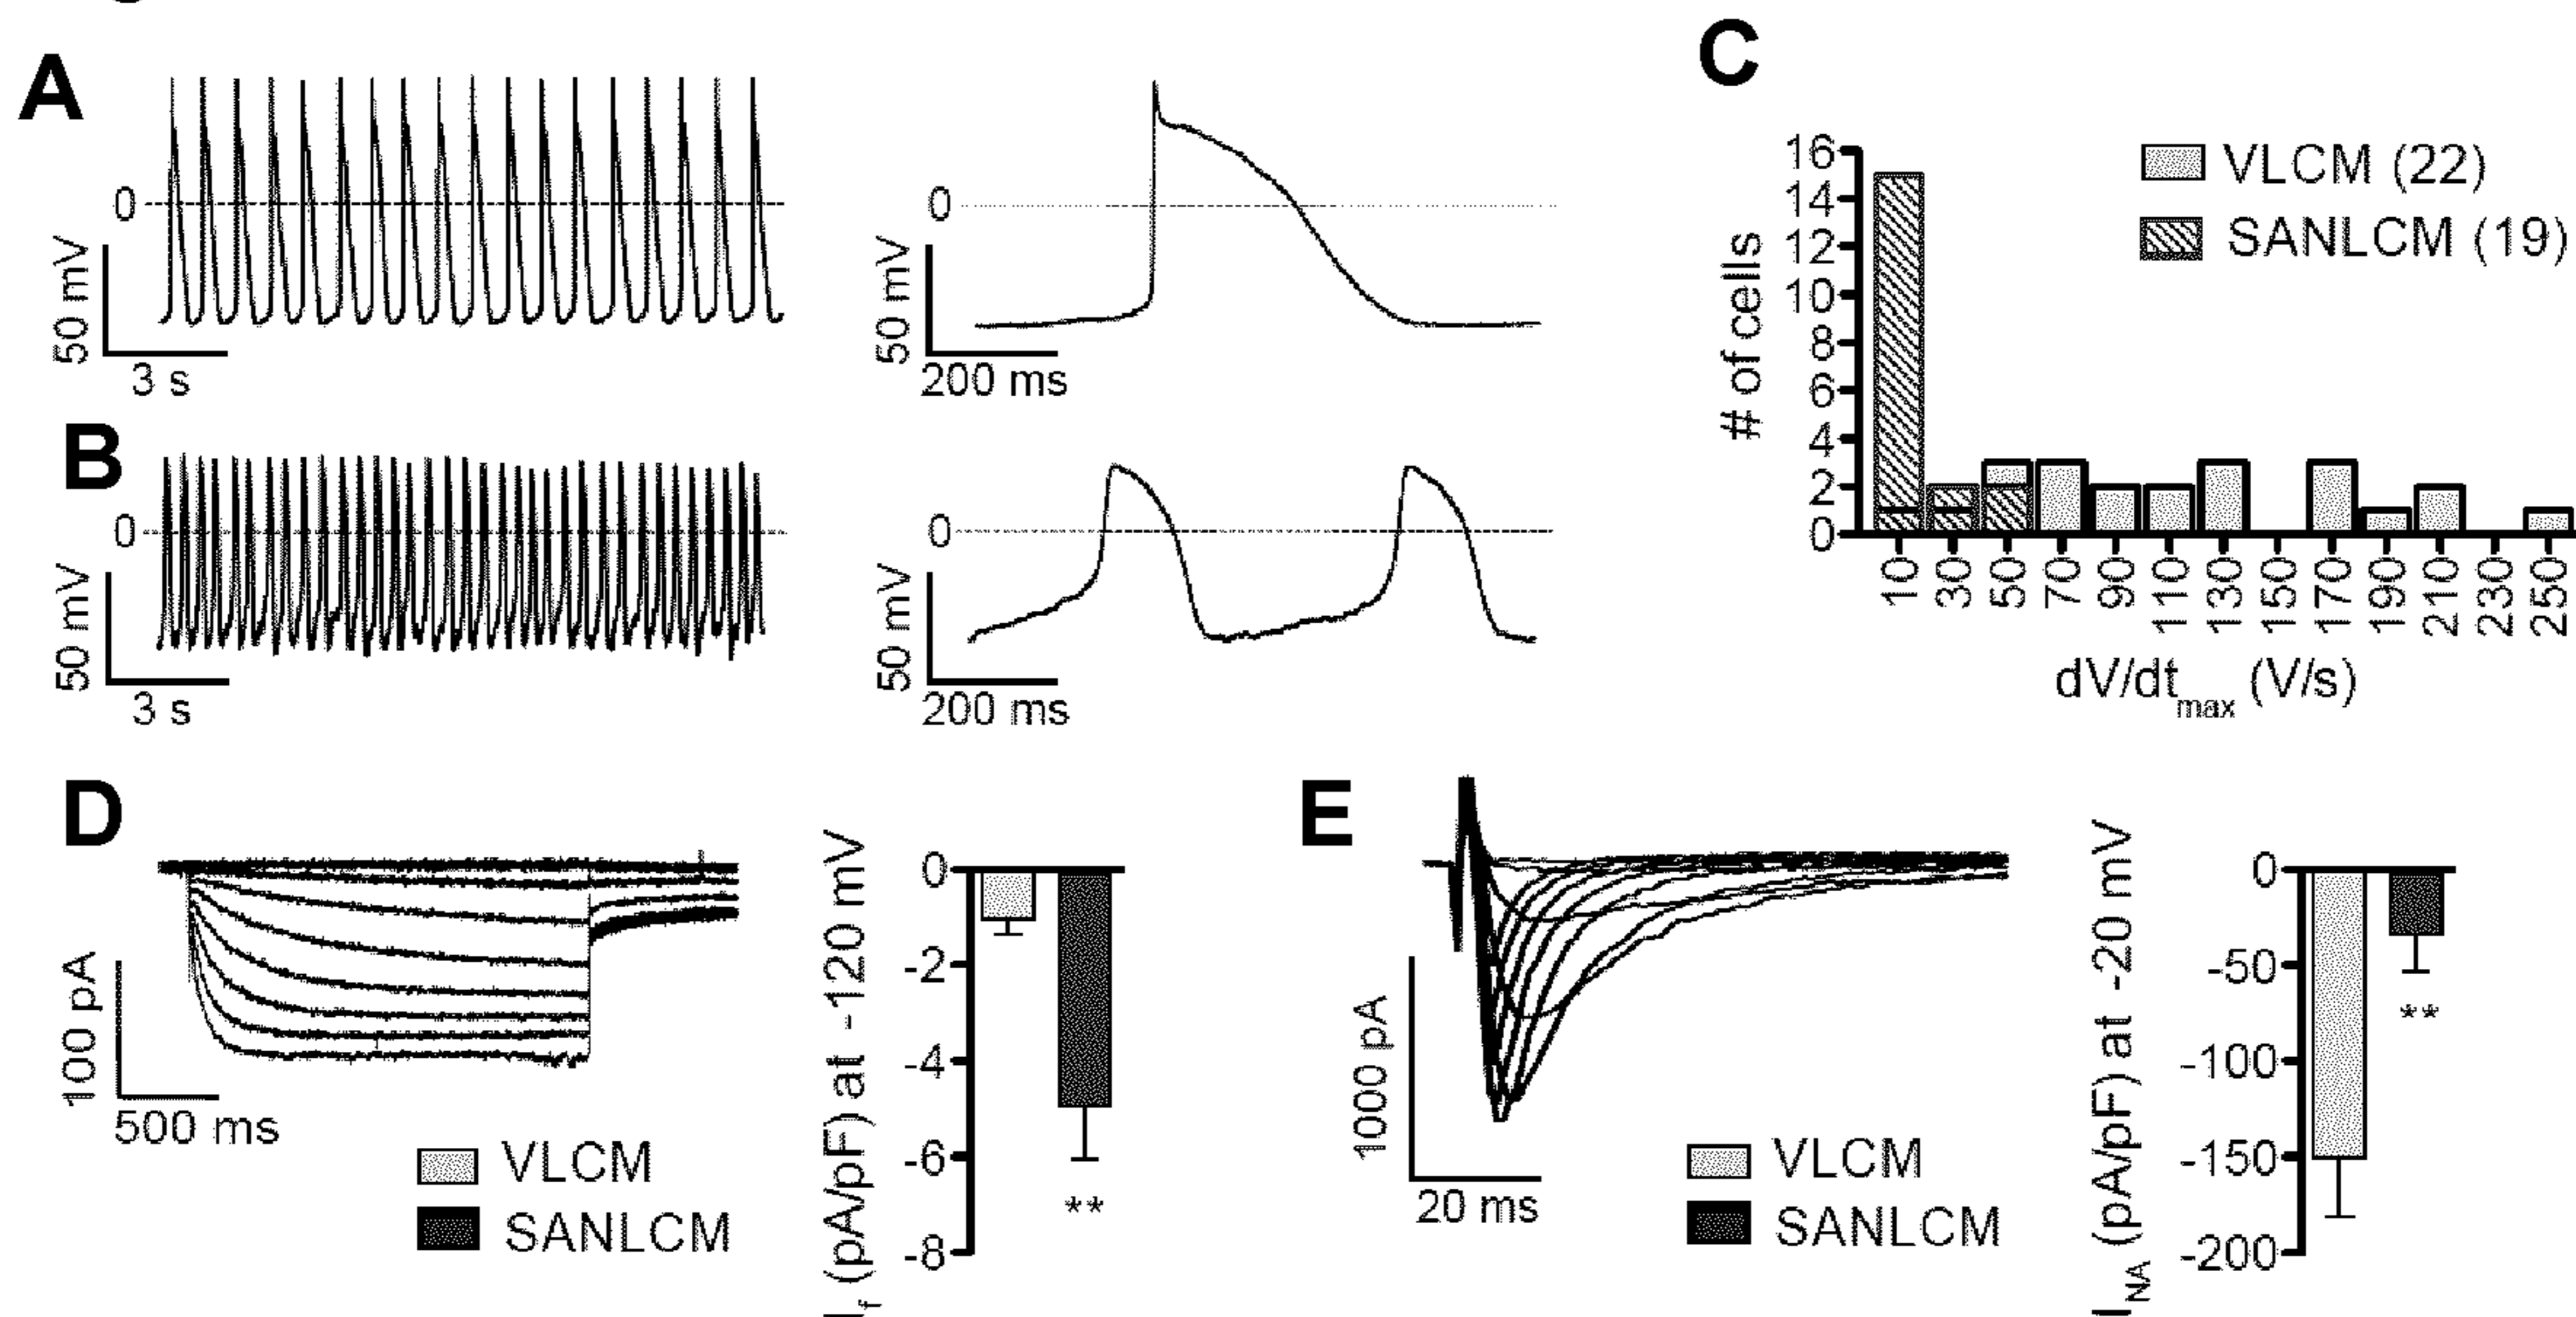 A
0
50 mV
3 s
0
50 mV
200 ms
B
0
50 mV
3 s
0
50 mV
200 ms
C
# of cells
16
14
12
10
8
6
4
2
0
VLCM (22)
SANLCM (19)
10 30 50 70 90 110 130 150 170 190 210 230 250
dV/dtmax (V/s)
D
100 pA
500 ms
VLCM
SANLCM
If (pA/pF) at -120 mV
0
-2
-4
-6
-8
**
E
1000 pA
20 ms
VLCM
SANLCM
INA (pA/pF) at -20 mV
0
-50
-100
-150
-200
**